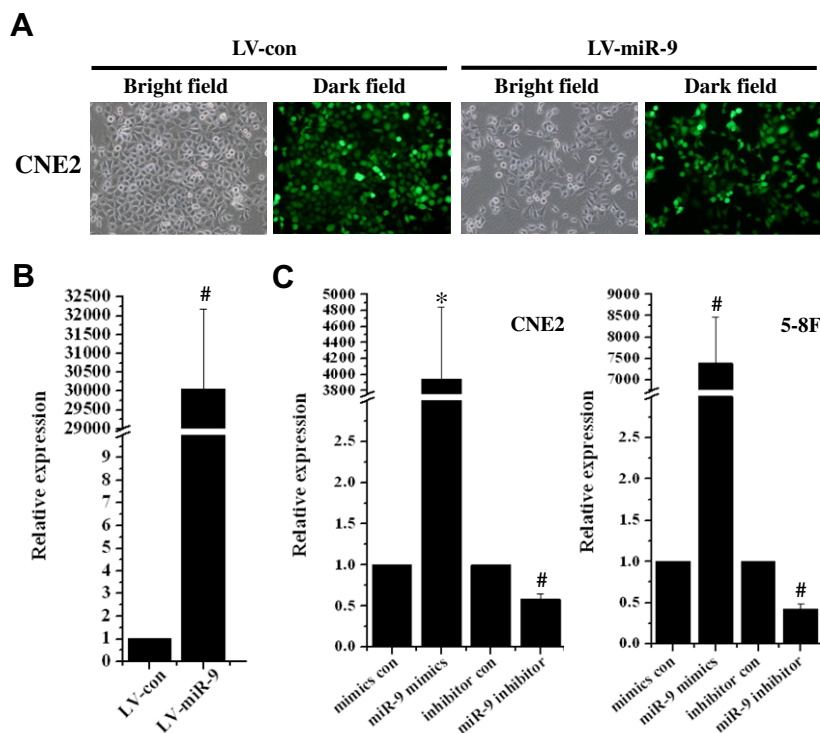 A
LV-con
LV-miR-9
Bright field
Dark field
Bright field
Dark field
CNE2
B
Relative expression
32500
32000
31500
31000
30500
30000
29500
29000
9
8
7
6
5
4
3
2
1
0
#
LV-con
LV-miR-9
C
Relative expression
5000
4800
4600
4400
4200
4000
3800
2.5
2.0
1.5
1.0
0.5
0.0
*
#
CNE2
mimics con
miR-9 mimics
inhibitor con
miR-9 inhibitor
Relative expression
9000
8500
8000
7500
7000
2.5
2.0
1.5
1.0
0.5
0.0
#
#
5-8F
mimics con
miR-9 mimics
inhibitor con
miR-9 inhibitor